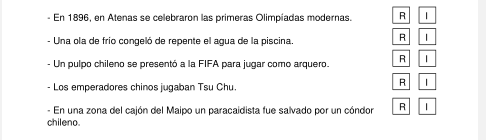 - En 1896, en Atenas se celebraron las primeras Olimpíadas modernas. R I
- Una ola de frío congeló de repente el agua de la piscina. R I
- Un pulpo chileno se presentó a la FIFA para jugar como arquero. R I
- Los emperadores chinos jugaban Tsu Chu. R I
- En una zona del cajón del Maipo un paracaidista fue salvado por un cóndor R I
chileno.